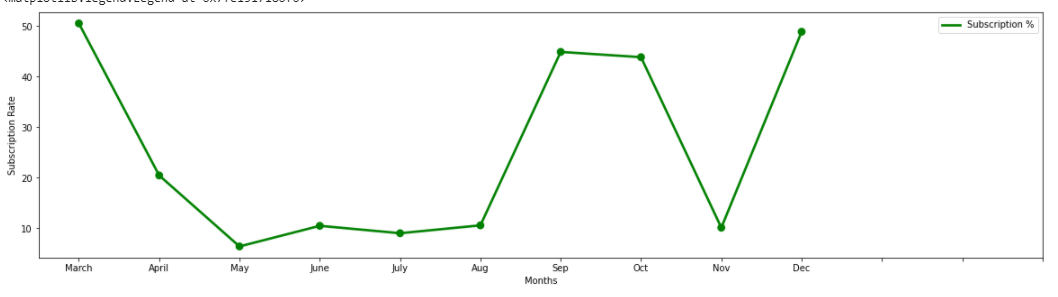 Subscription %
50
40
30
20
10
Subscription Rate
March April May June July Aug Sep Oct Nov Dec
Months